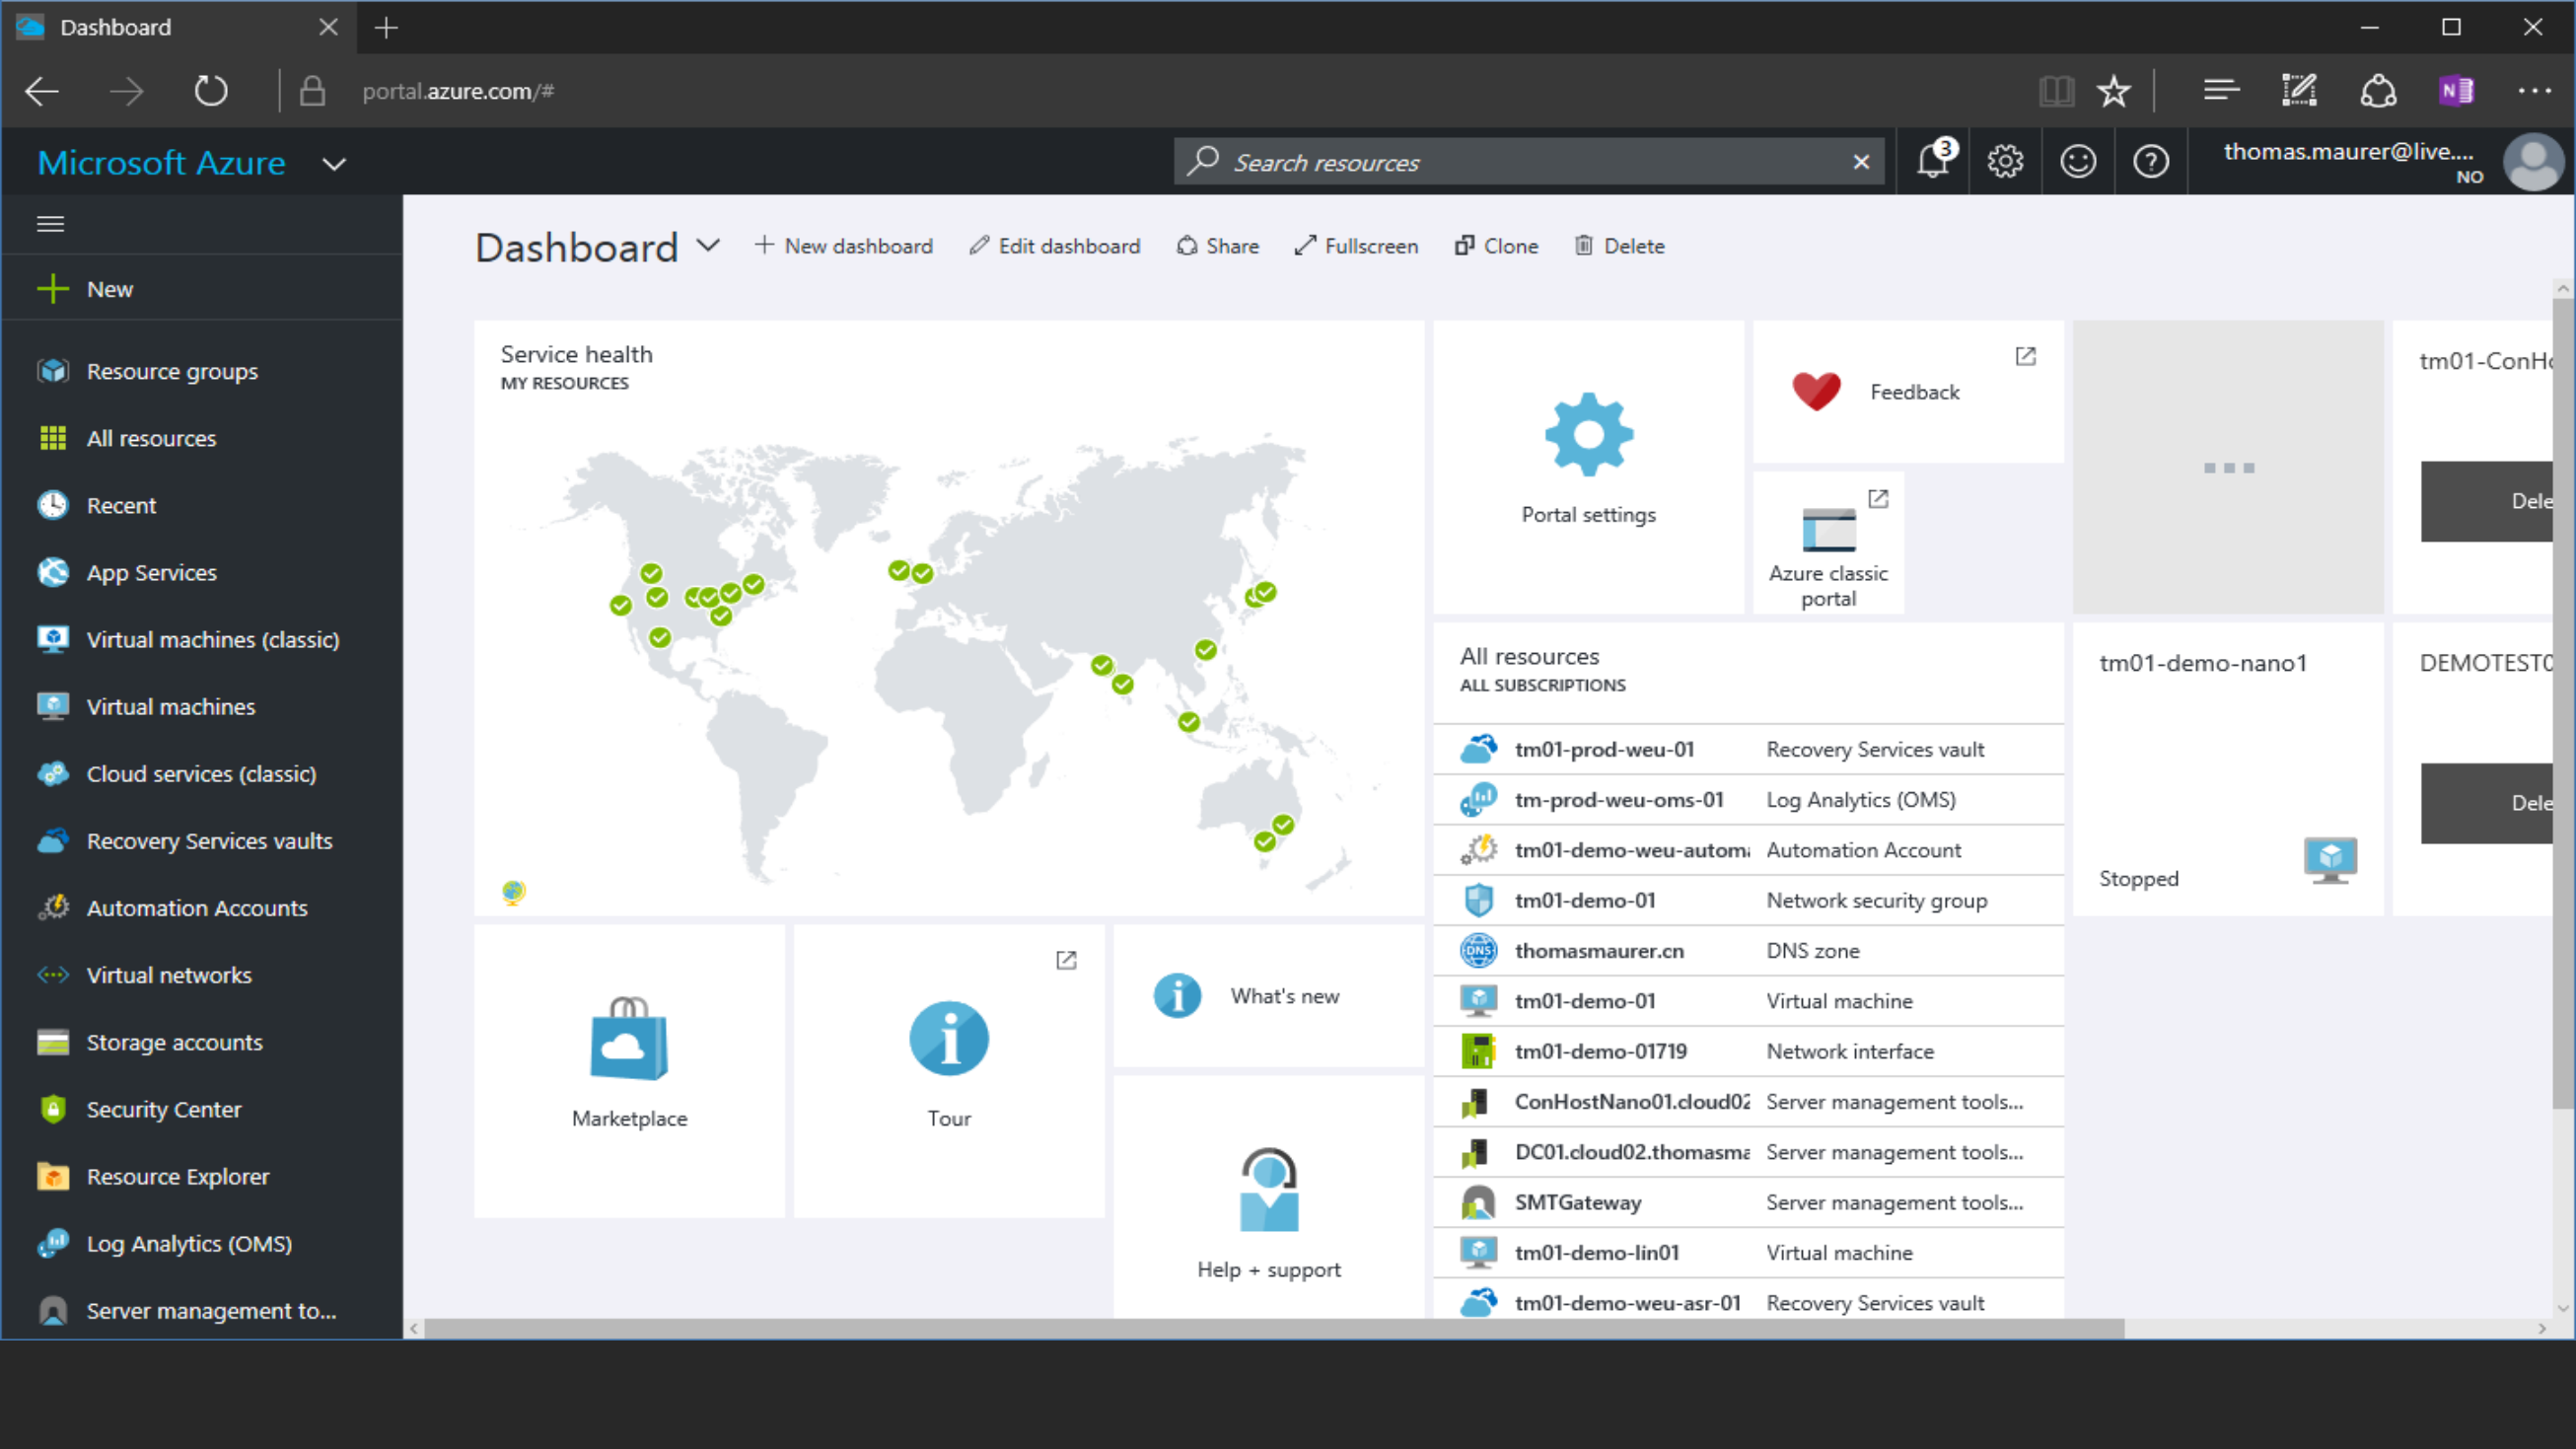 Dashboard
portal.azure.com/#
N
Microsoft Azure
Search resources
3
thomas.maurer@live....
NO
New
Resource groups
All resources
Recent
App Services
Virtual machines (classic)
Virtual machines
Cloud services (classic)
Recovery Services vaults
Automation Accounts
Virtual networks
Storage accounts
Security Center
Resource Explorer
Log Analytics (OMS)
Server management to...
Dashboard
New dashboard
Edit dashboard
Share
Fullscreen
Clone
Delete
Service health
MY RESOURCES
Portal settings
Feedback
Azure classic
portal
tm01-ConHo
Dele
All resources
ALL SUBSCRIPTIONS
tm01-prod-weu-01 Recovery Services vault
tm-prod-weu-oms-01 Log Analytics (OMS)
tm01-demo-weu-automa Automation Account
tm01-demo-01 Network security group
DNS
thomasmaurer.cn DNS zone
tm01-demo-01 Virtual machine
tm01-demo-01719 Network interface
ConHostNano01.cloud02 Server management tools...
DC01.cloud02.thomasma Server management tools...
SMTGateway Server management tools...
tm01-demo-lin01 Virtual machine
tm01-demo-weu-asr-01 Recovery Services vault
tm01-demo-nano1
Stopped
DEMOTEST0
Dele
Marketplace
Tour
What's new
Help + support